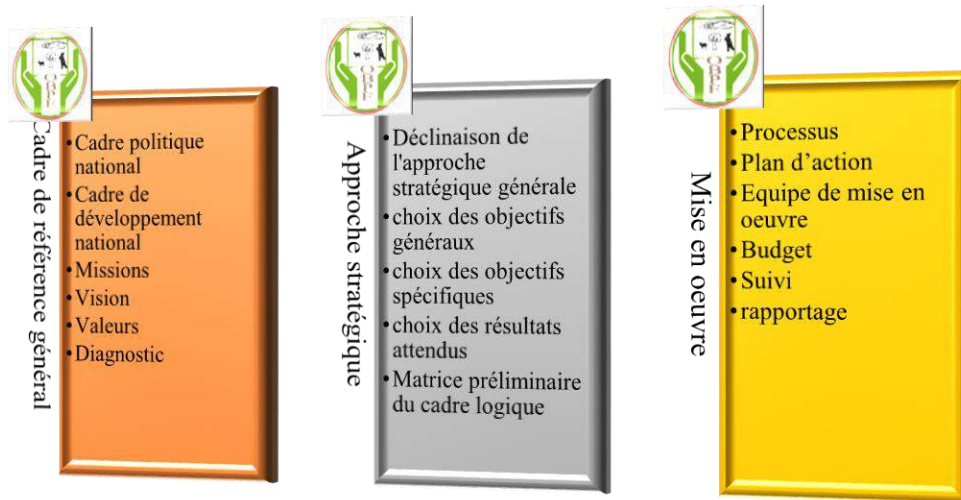 Cadre de référence général
• Cadre politique
national
• Cadre de
développement
national
• Missions
• Vision
• Valeurs
• Diagnostic
Approche stratégique
• Déclinaison de
l'approche
stratégique générale
• choix des objectifs
généraux
• choix des objectifs
spécifiques
• choix des résultats
attendus
• Matrice préliminaire
du cadre logique
Mise en oeuvre
• Processus
• Plan d’action
• Equipe de mise en
oeuvre
• Budget
• Suivi
• rapportage